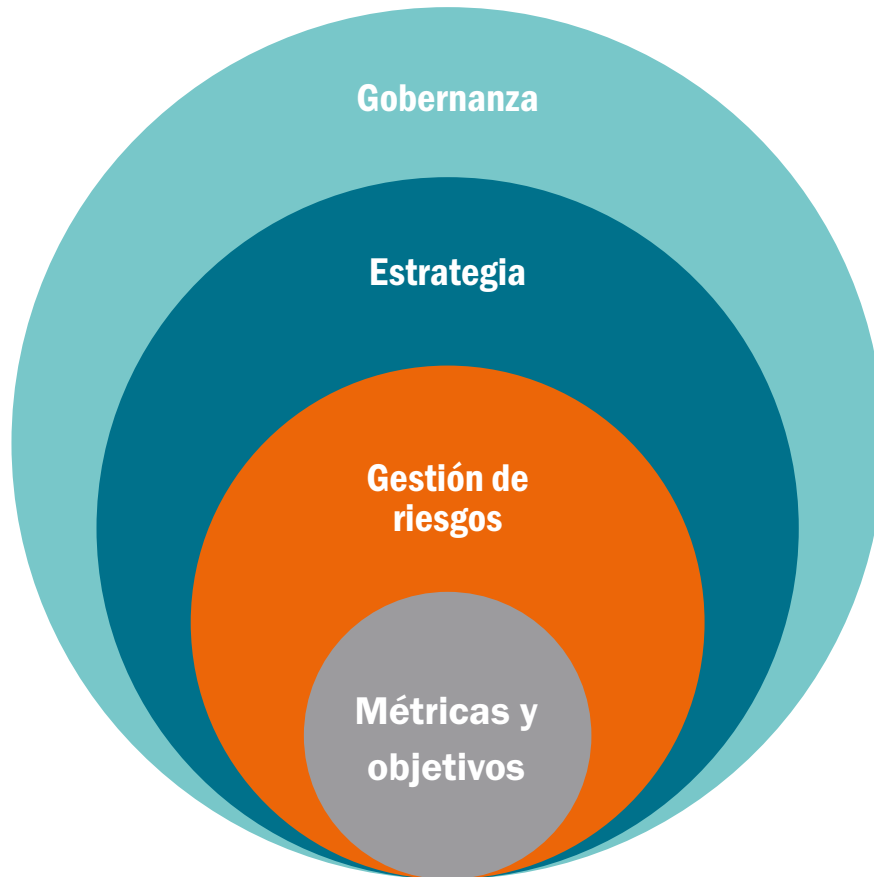 Gobernanza
Estrategia
Gestión de
riesgos
Métricas y
objetivos